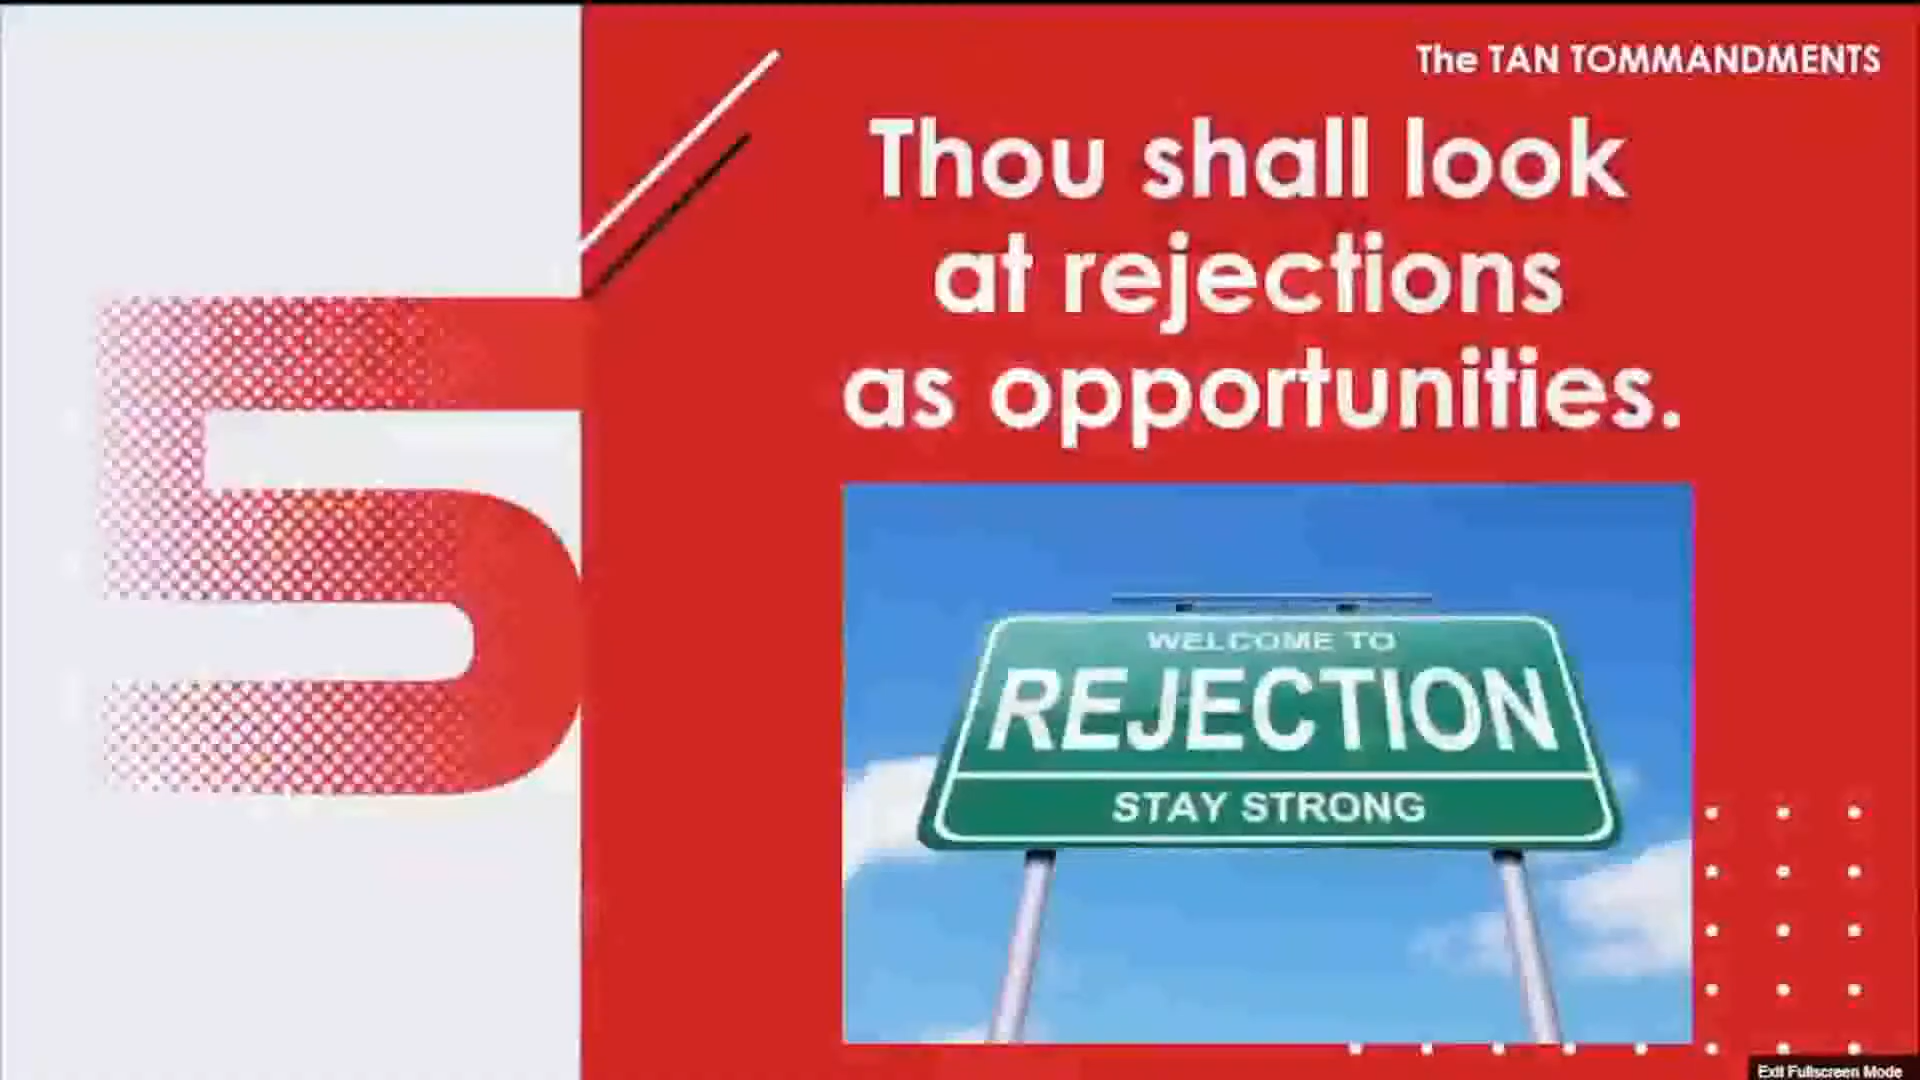 The TAN TOMMANDMENTS
5
Thou shall look
at rejections
as opportunities.
WELCOME TO
REJECTION
STAY STRONG
Exit Fullscreen Mode